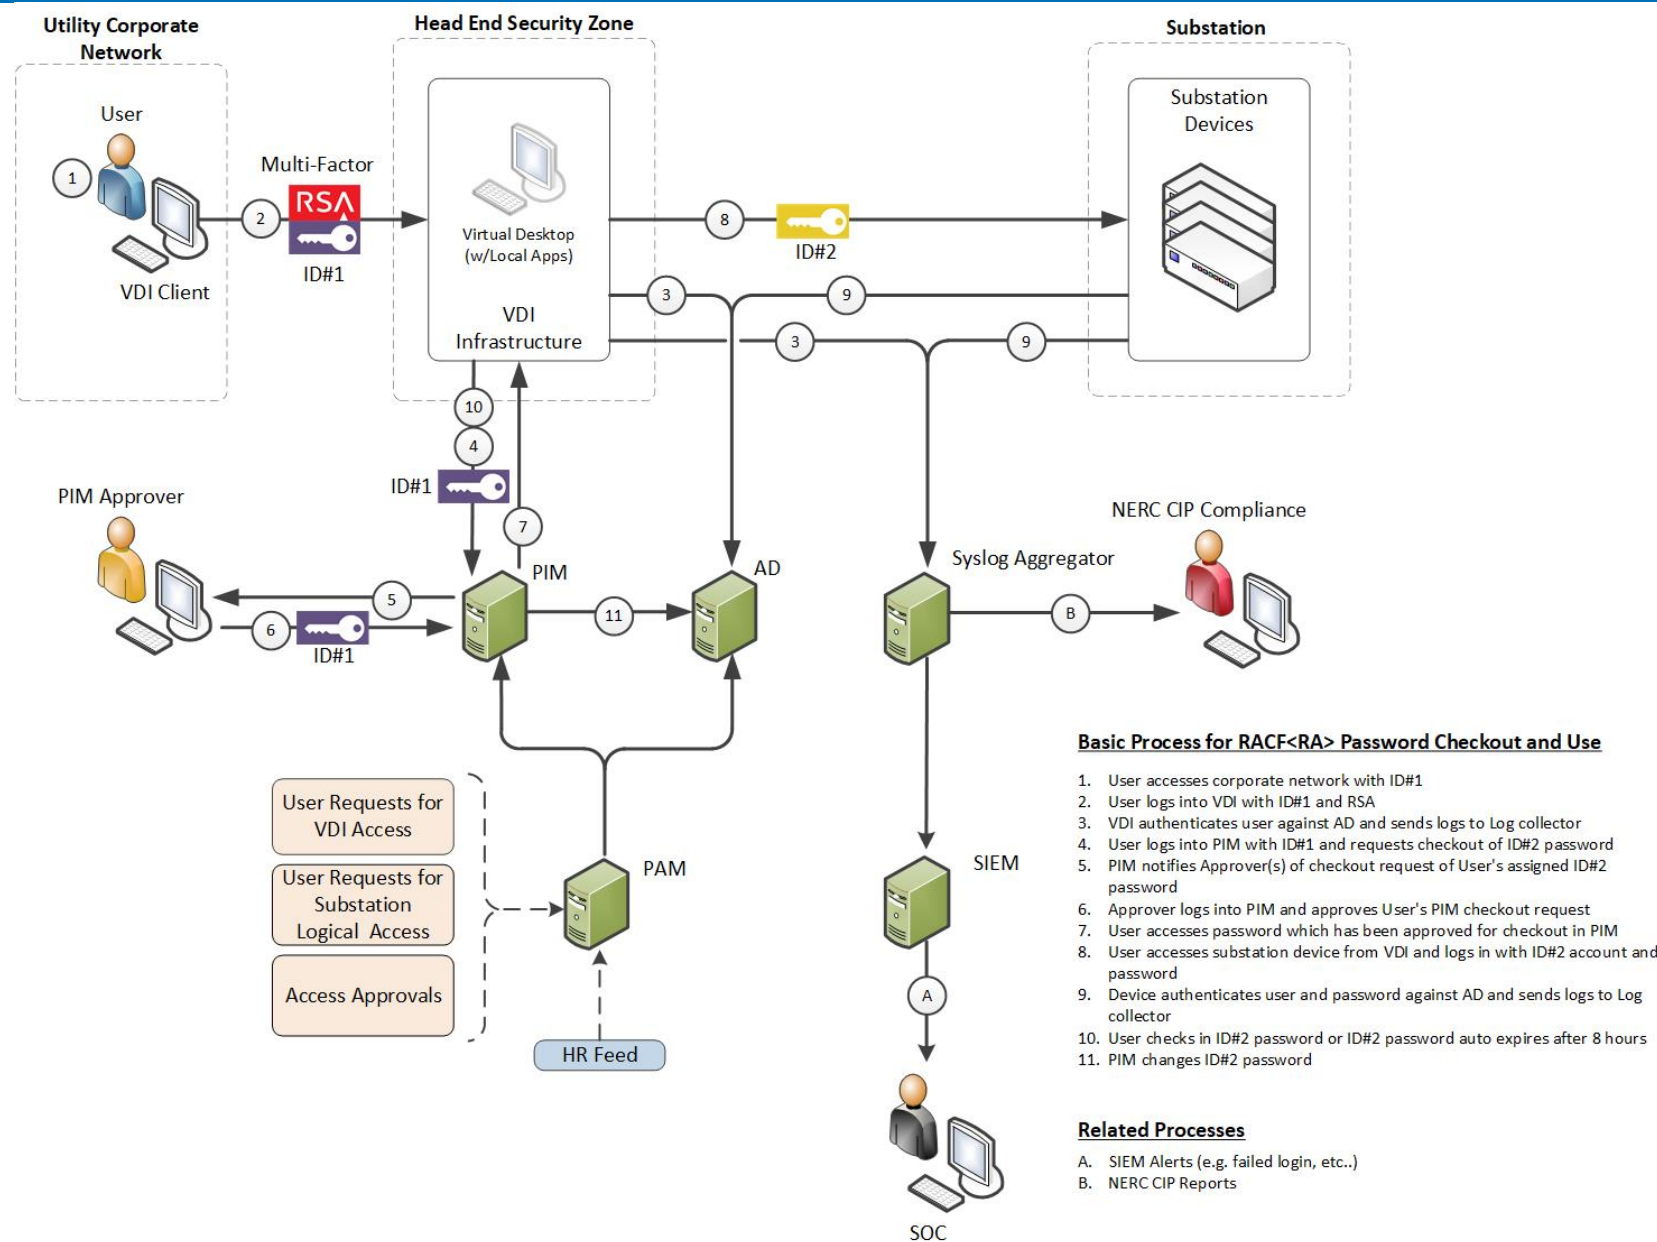 Utility Corporate
Network
Head End Security Zone
Substation
User
1
VDI Client
Multi-Factor
2
RSA
ID#1
Virtual Desktop
(w/Local Apps)
VDI
Infrastructure
8
ID#2
Substation
Devices
3
9
3
9
10
4
ID#1
7
PIM Approver
5
6
ID#1
PIM
11
AD
Syslog Aggregator
B
NERC CIP Compliance
User Requests for
VDI Access
User Requests for
Substation
Logical Access
Access Approvals
PAM
HR Feed
SIEM
A
SOC
Basic Process for RACF<RA> Password Checkout and Use
1. User accesses corporate network with ID#1
2. User logs into VDI with ID#1 and RSA
3. VDI authenticates user against AD and sends logs to Log collector
4. User logs into PIM with ID#1 and requests checkout of ID#2 password
5. PIM notifies Approver(s) of checkout request of User's assigned ID#2
password
6. Approver logs into PIM and approves User's PIM checkout request
7. User accesses password which has been approved for checkout in PIM
8. User accesses substation device from VDI and logs in with ID#2 account and
password
9. Device authenticates user and password against AD and sends logs to Log
collector
10. User checks in ID#2 password or ID#2 password auto expires after 8 hours
11. PIM changes ID#2 password
Related Processes
A. SIEM Alerts (e.g. failed login, etc..)
B. NERC CIP Reports